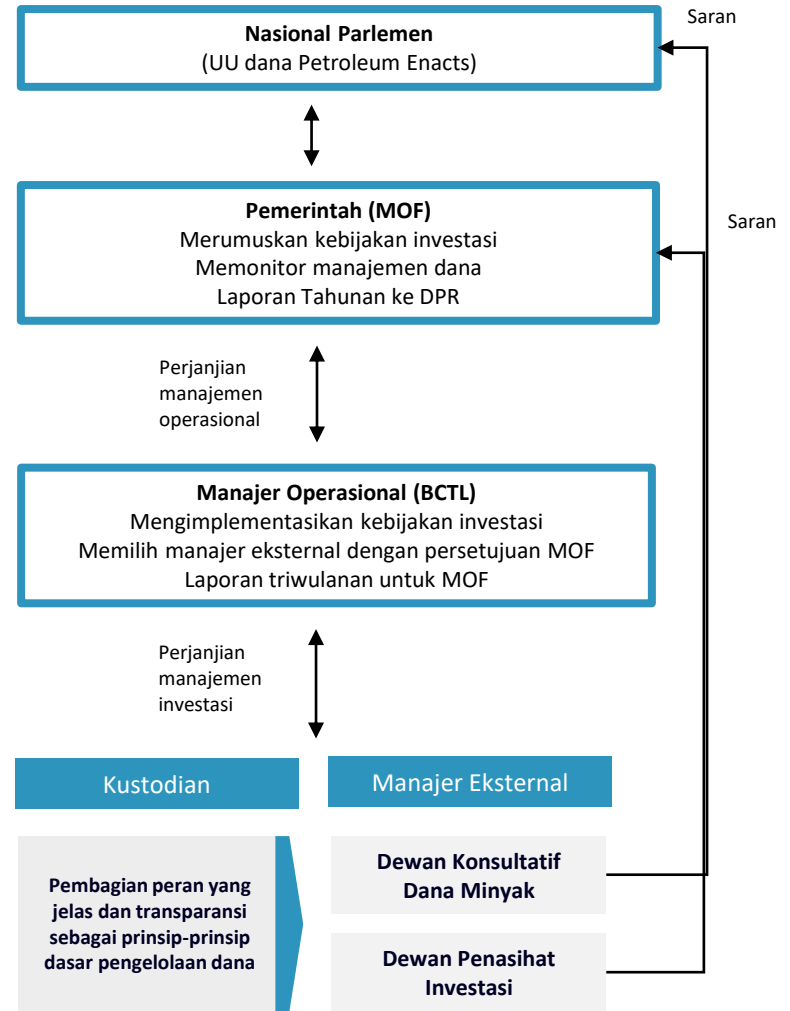 Saran
Nasional Parlemen
(UU dana Petroleum Enacts)
Pemerintah (MOF)
Merumuskan kebijakan investasi
Memonitor manajemen dana
Laporan Tahunan ke DPR
Saran
Perjanjian
manajemen
operasional
Manajer Operasional (BCTL)
Mengimplementasikan kebijakan investasi
Memilih manajer eksternal dengan persetujuan MOF
Laporan triwulanan untuk MOF
Perjanjian
manajemen
investasi
Kustodian
Manajer Eksternal
Pembagian peran yang
jelas dan transparansi
sebagai prinsip-prinsip
dasar pengelolaan dana
Dewan Konsultatif
Dana Minyak
Dewan Penasihat
Investasi